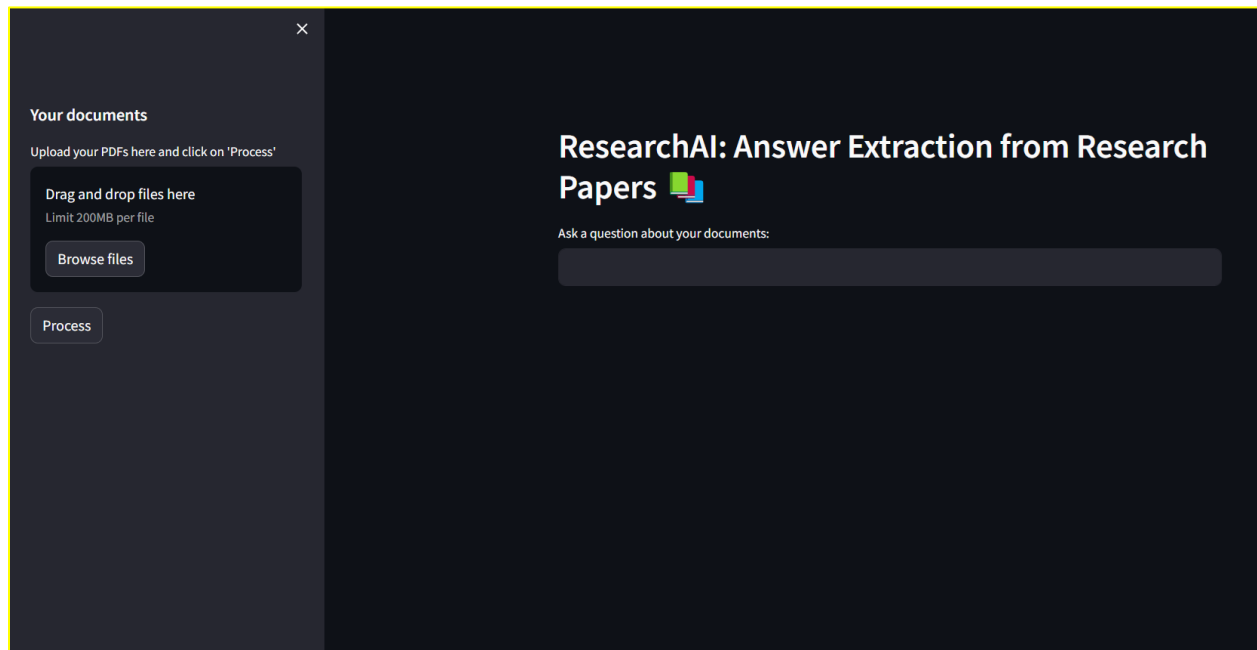 Your documents
Upload your PDFs here and click on 'Process'
Drag and drop files here
Limit 200MB per file
Browse files
Process
ResearchAI: Answer Extraction from Research
Papers 📚
Ask a question about your documents: